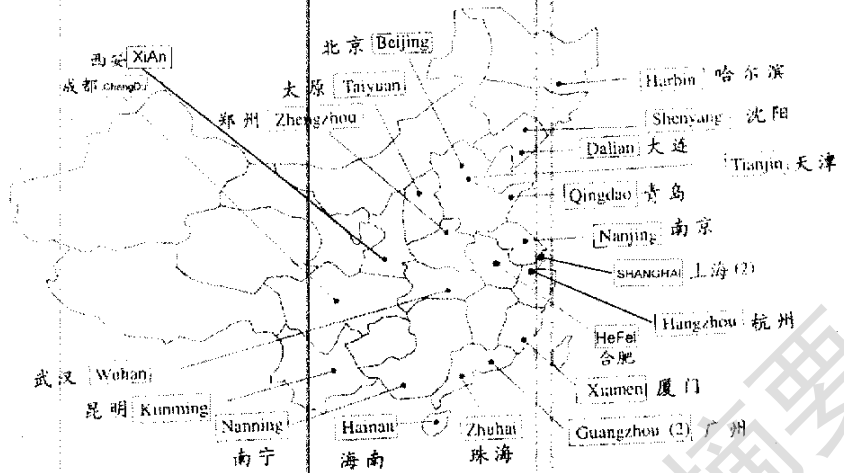 北京 Beijing
西安 XiAn
成都 ChengDu
太原 Taiyuan
郑州 Zhengzhou
Harbin 哈尔滨
Shenyang 沈阳
Dalian 大连
Tianjin 天津
Qingdao 青岛
Nanjing 南京
SHANGHAI 上海 (2)
Hangzhou 杭州
HeFei
合肥
武汉 Wuhan
Xiamen 厦门
昆明 Kunming
Nanning
南宁
Hainan
海南
Zhuhai
珠海
Guangzhou (2) 广州
摘要